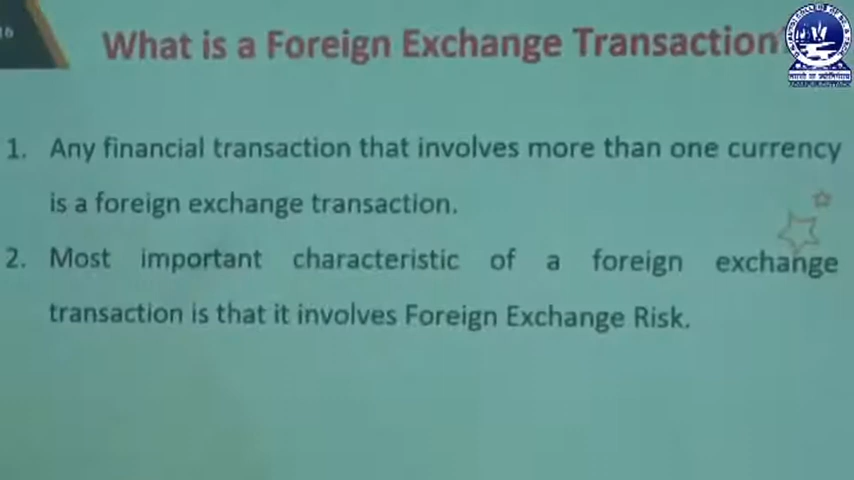 What is a Foreign Exchange Transaction
1. Any financial transaction that involves more than one currency
is a foreign exchange transaction.
2. Most important characteristic of a foreign exchange
transaction is that it involves Foreign Exchange Risk.